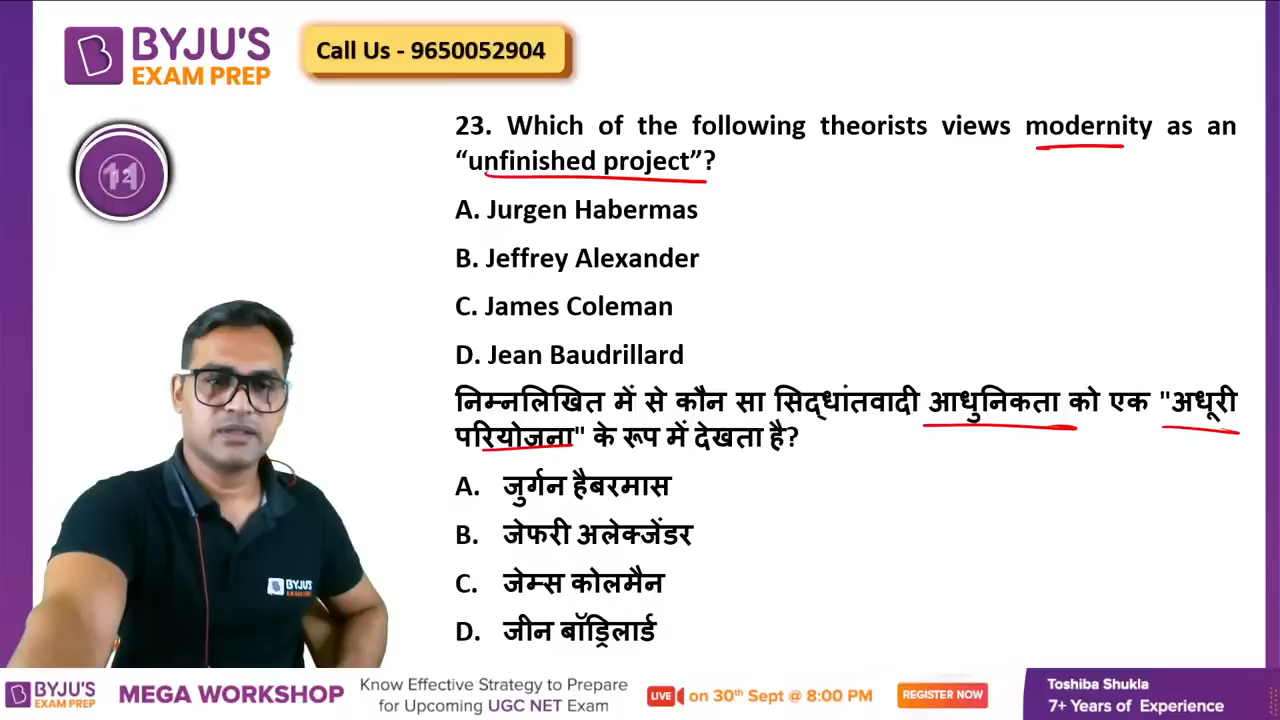 BYJU'S
EXAM PREP
Call Us - 9650052904
23. Which of the following theorists views modernity as an
“unfinished project”?
A. Jurgen Habermas
B. Jeffrey Alexander
C. James Coleman
D. Jean Baudrillard
निम्नलिखित में से कौन सा सिद्धांतवादी आधुनिकता को एक "अधूरी
परियोजना" के रूप में देखता है?
A. जुर्गन हैबरमास
B. जेफरी अलेक्जेंडर
C. जेम्स कोलमैन
D. जीन बॉड्रिलार्ड
BYJU'S
BYJU'S
EXAM PREP
MEGA WORKSHOP
Know Effective Strategy to Prepare
for Upcoming UGC NET Exam
LIVE
on 30th Sept @ 8:00 PM
REGISTER NOW
Toshiba Shukla
7+ Years of Experience